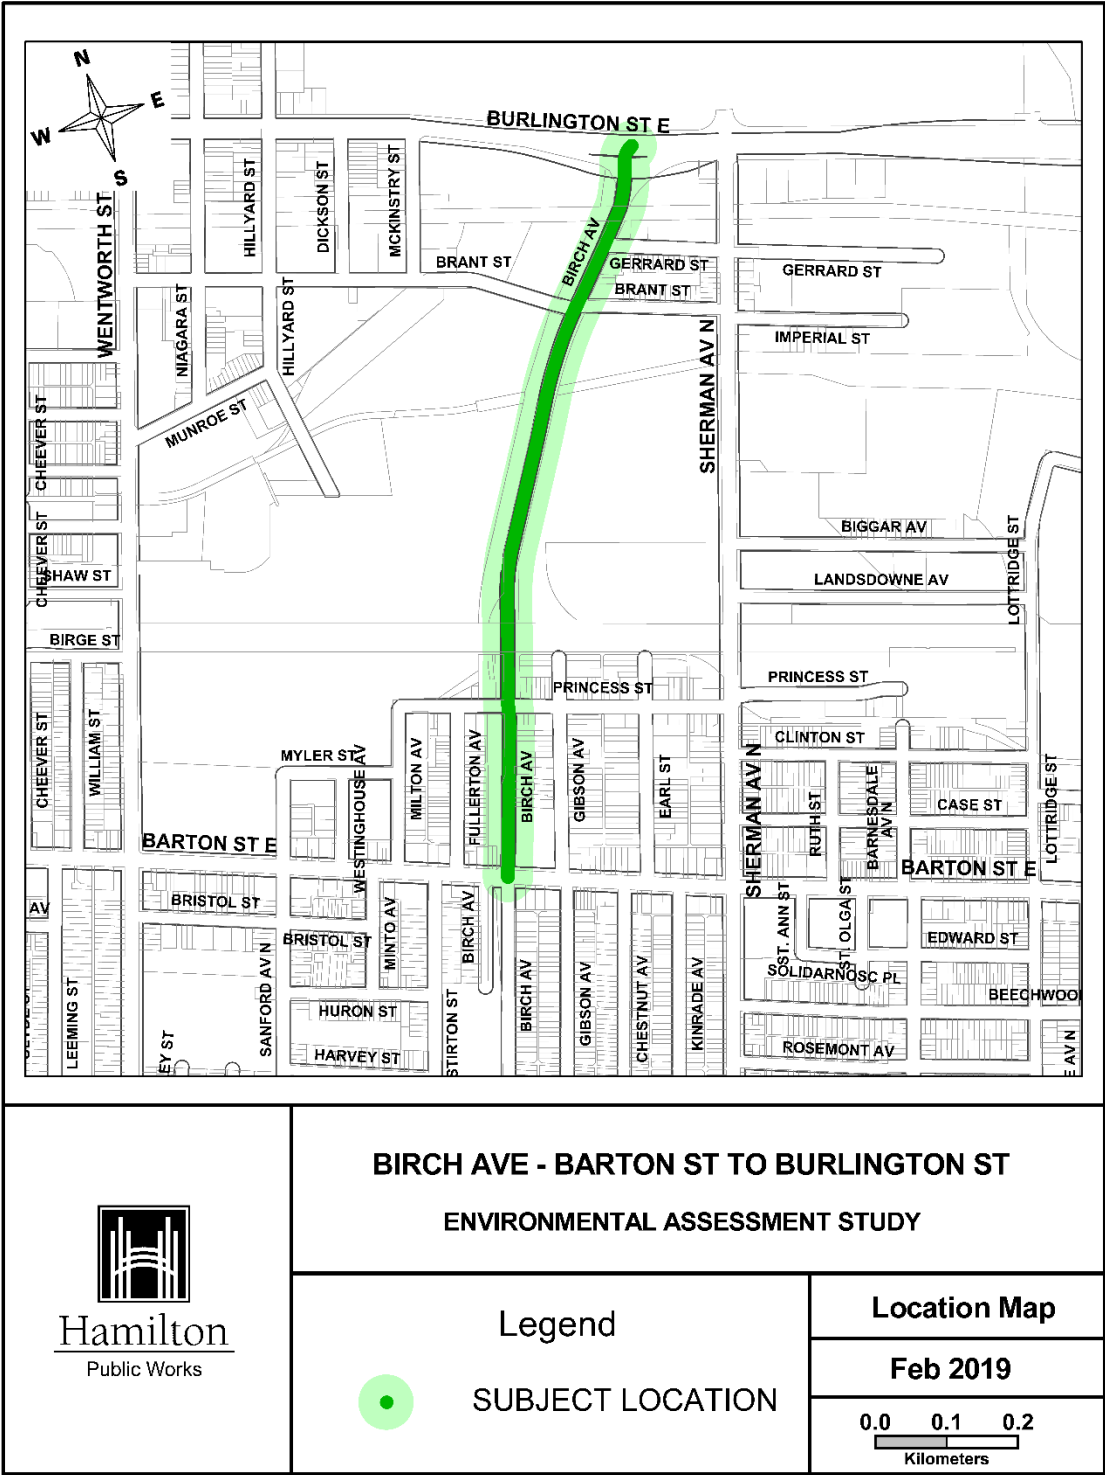 N
E
W
S
BURLINGTON ST E
WENTWORTH ST
HILLYARD ST
DICKSON ST
MCKINSTRY ST
BRANT ST
BIRCH AV
GERRARD ST
BRANT ST
GERRARD ST
IMPERIAL ST
NIAGARA ST
HILLYARD ST
MUNROE ST
SHERMAN AV N
CHEEVER ST
CHEEVER ST
SHAW ST
BIRGE ST
BIGGAR AV
LANDSDOWNE AV
LOTTRIDGE ST
PRINCESS ST
PRINCESS ST
CLINTON ST
CHEEVER ST
WILLIAM ST
MYLER ST
WESTINGHOUSE AV
MILTON AV
FULLERTON AV
BIRCH AV
GIBSON AV
EARL ST
SHERMAN AV N
RUTH ST
BARNESDALE
AV N
CASE ST
LOTTRIDGE ST
BARTON ST E
BARTON ST E
AV
BRISTOL ST
BRISTOL ST
MINTO AV
BIRCH AV
ST. ANN ST
ST. OLGA ST
EDWARD ST
SOLIDARNOSC PL
BEECHWOO
LEEMING ST
EY ST
SANFORD AV N
HURON ST
HARVEY ST
STIRTON ST
BIRCH AV
GIBSON AV
CHESTNUT AV
KINRADE AV
ROSEMONT AV
E AV N
BIRCH AVE - BARTON ST TO BURLINGTON ST
ENVIRONMENTAL ASSESSMENT STUDY
Hamilton
Public Works
Legend
SUBJECT LOCATION
Location Map
Feb 2019
0.0 0.1 0.2
Kilometers